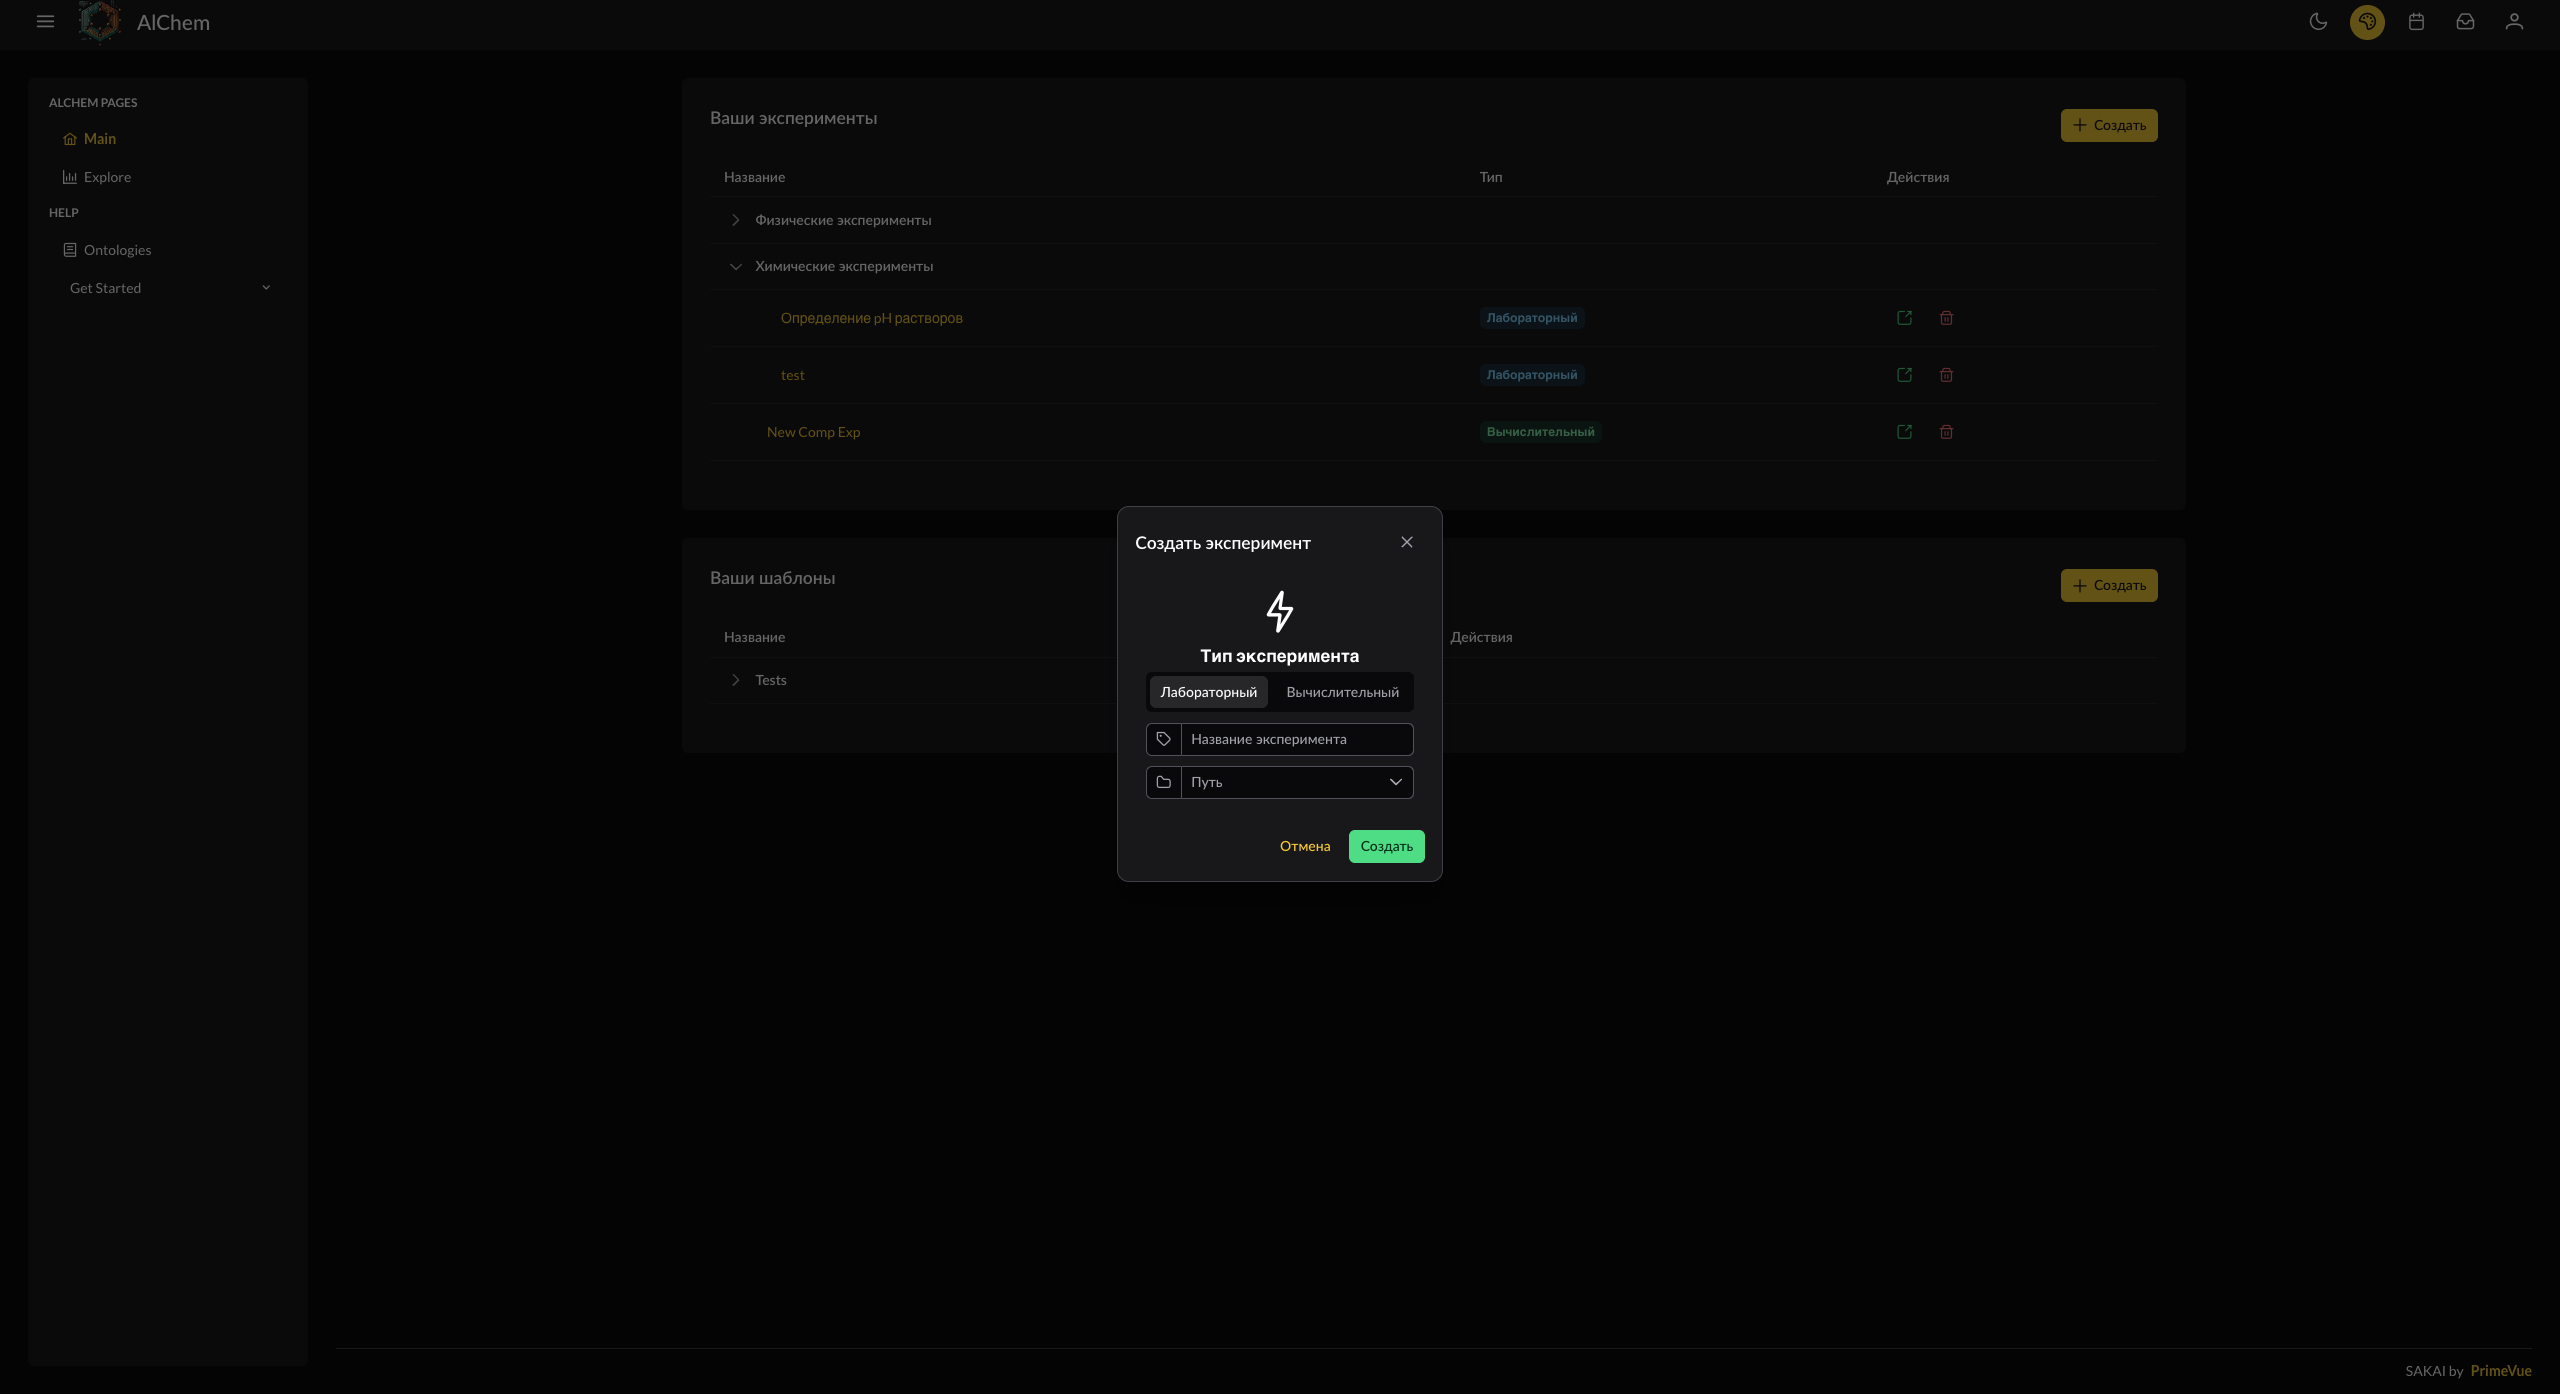 AlChem
ALCHEM PAGES
Main
Explore
HELP
Ontologies
Get Started
Ваши эксперименты
Создать
Название Тип Действия
Физические эксперименты
Химические эксперименты
Определение pH растворов Лабораторный
test Лабораторный
New Comp Exp Вычислительный
Ваши шаблоны
Создать
Название Действия
Tests
Создать эксперимент
Тип эксперимента
Лабораторный Вычислительный
Название эксперимента
Путь
Отмена Создать
SAKAI by PrimeVue